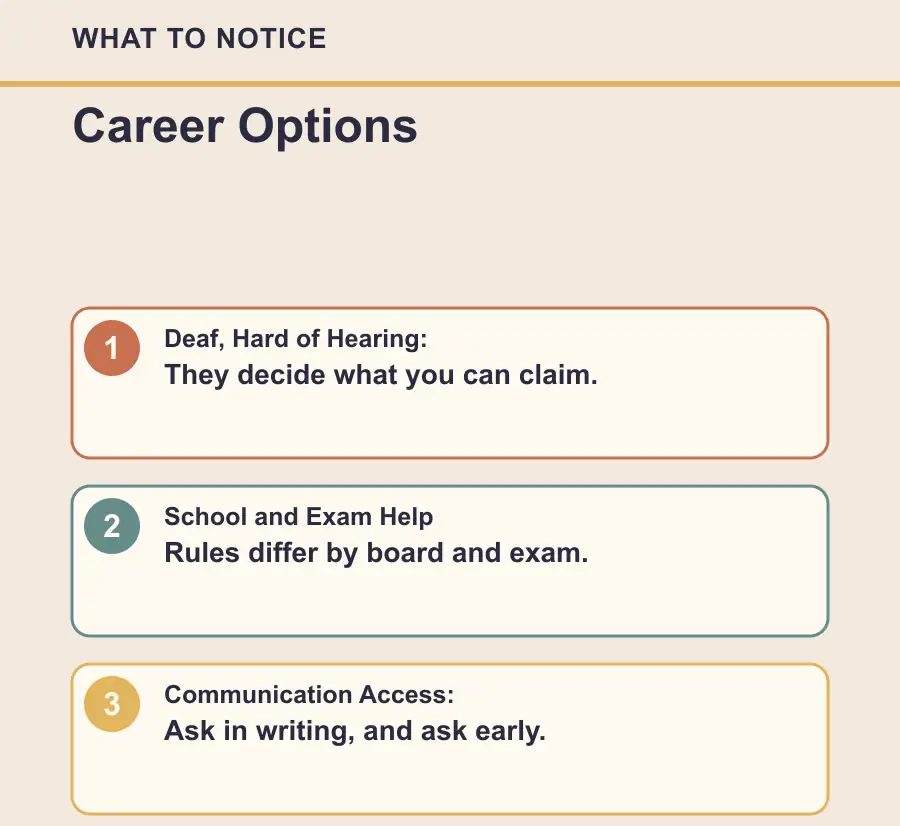 WHAT TO NOTICE
Career Options
1
Deaf, Hard of Hearing:
They decide what you can claim.
2
School and Exam Help
Rules differ by board and exam.
3
Communication Access:
Ask in writing, and ask early.